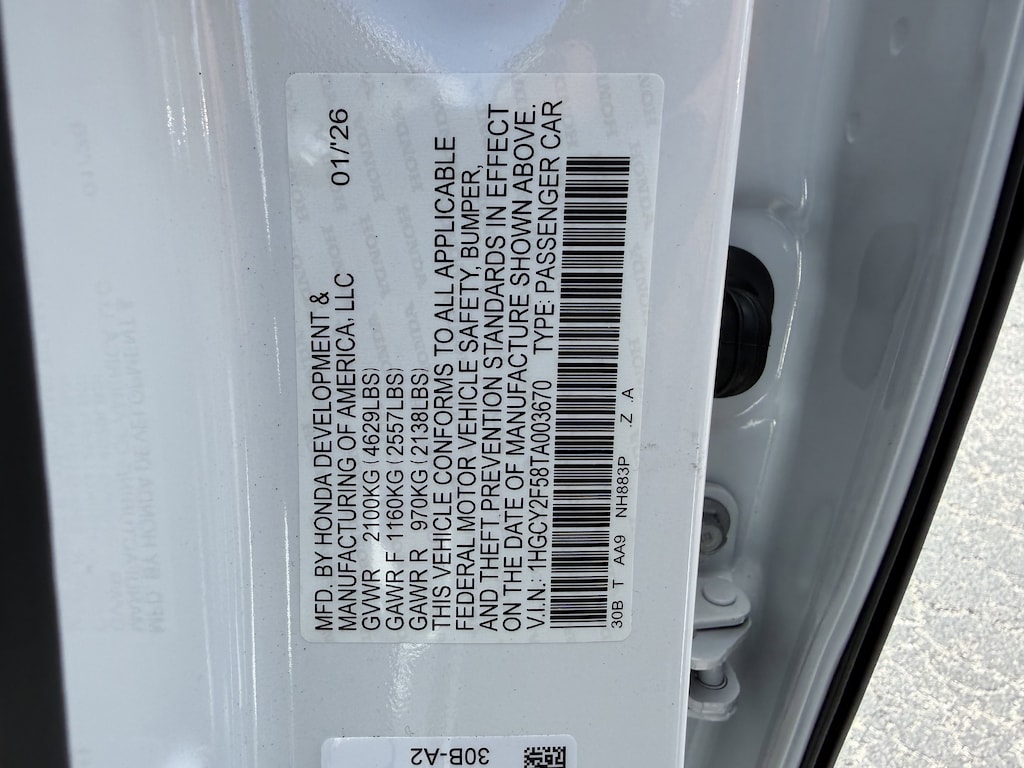 MFD. BY HONDA DEVELOPMENT &
MANUFACTURING OF AMERICA, LLC 01/'26
GVWR 2100KG (4629LBS)
GAWR F 1160KG (2557LBS)
GAWR R 970KG (2138LBS)
THIS VEHICLE CONFORMS TO ALL APPLICABLE
FEDERAL MOTOR VEHICLE SAFETY, BUMPER,
AND THEFT PREVENTION STANDARDS IN EFFECT
ON THE DATE OF MANUFACTURE SHOWN ABOVE.
V.I.N.: 1HGCY2F58TA003670 TYPE: PASSENGER CAR
30B T AA9 NH883P .Z .A
30B-A2